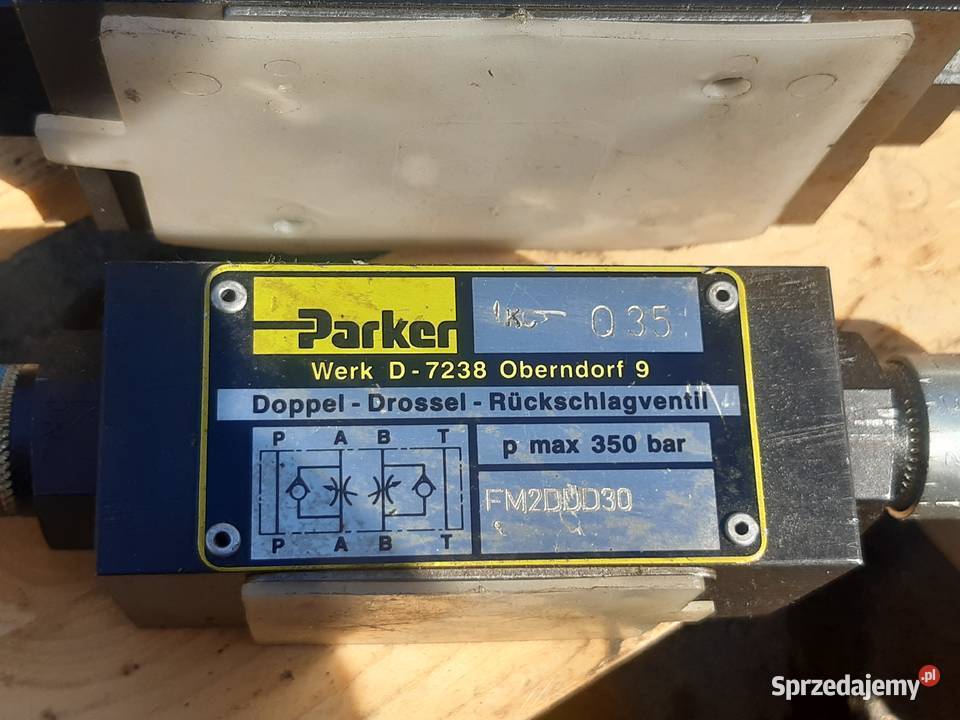 Parker
035
Werk D-7238 Oberndorf 9
Doppel-Drossel-Rückschlagventil
P A B T
p max 350 bar
FM2DDD30
P A B T
Sprzedajemy.pl